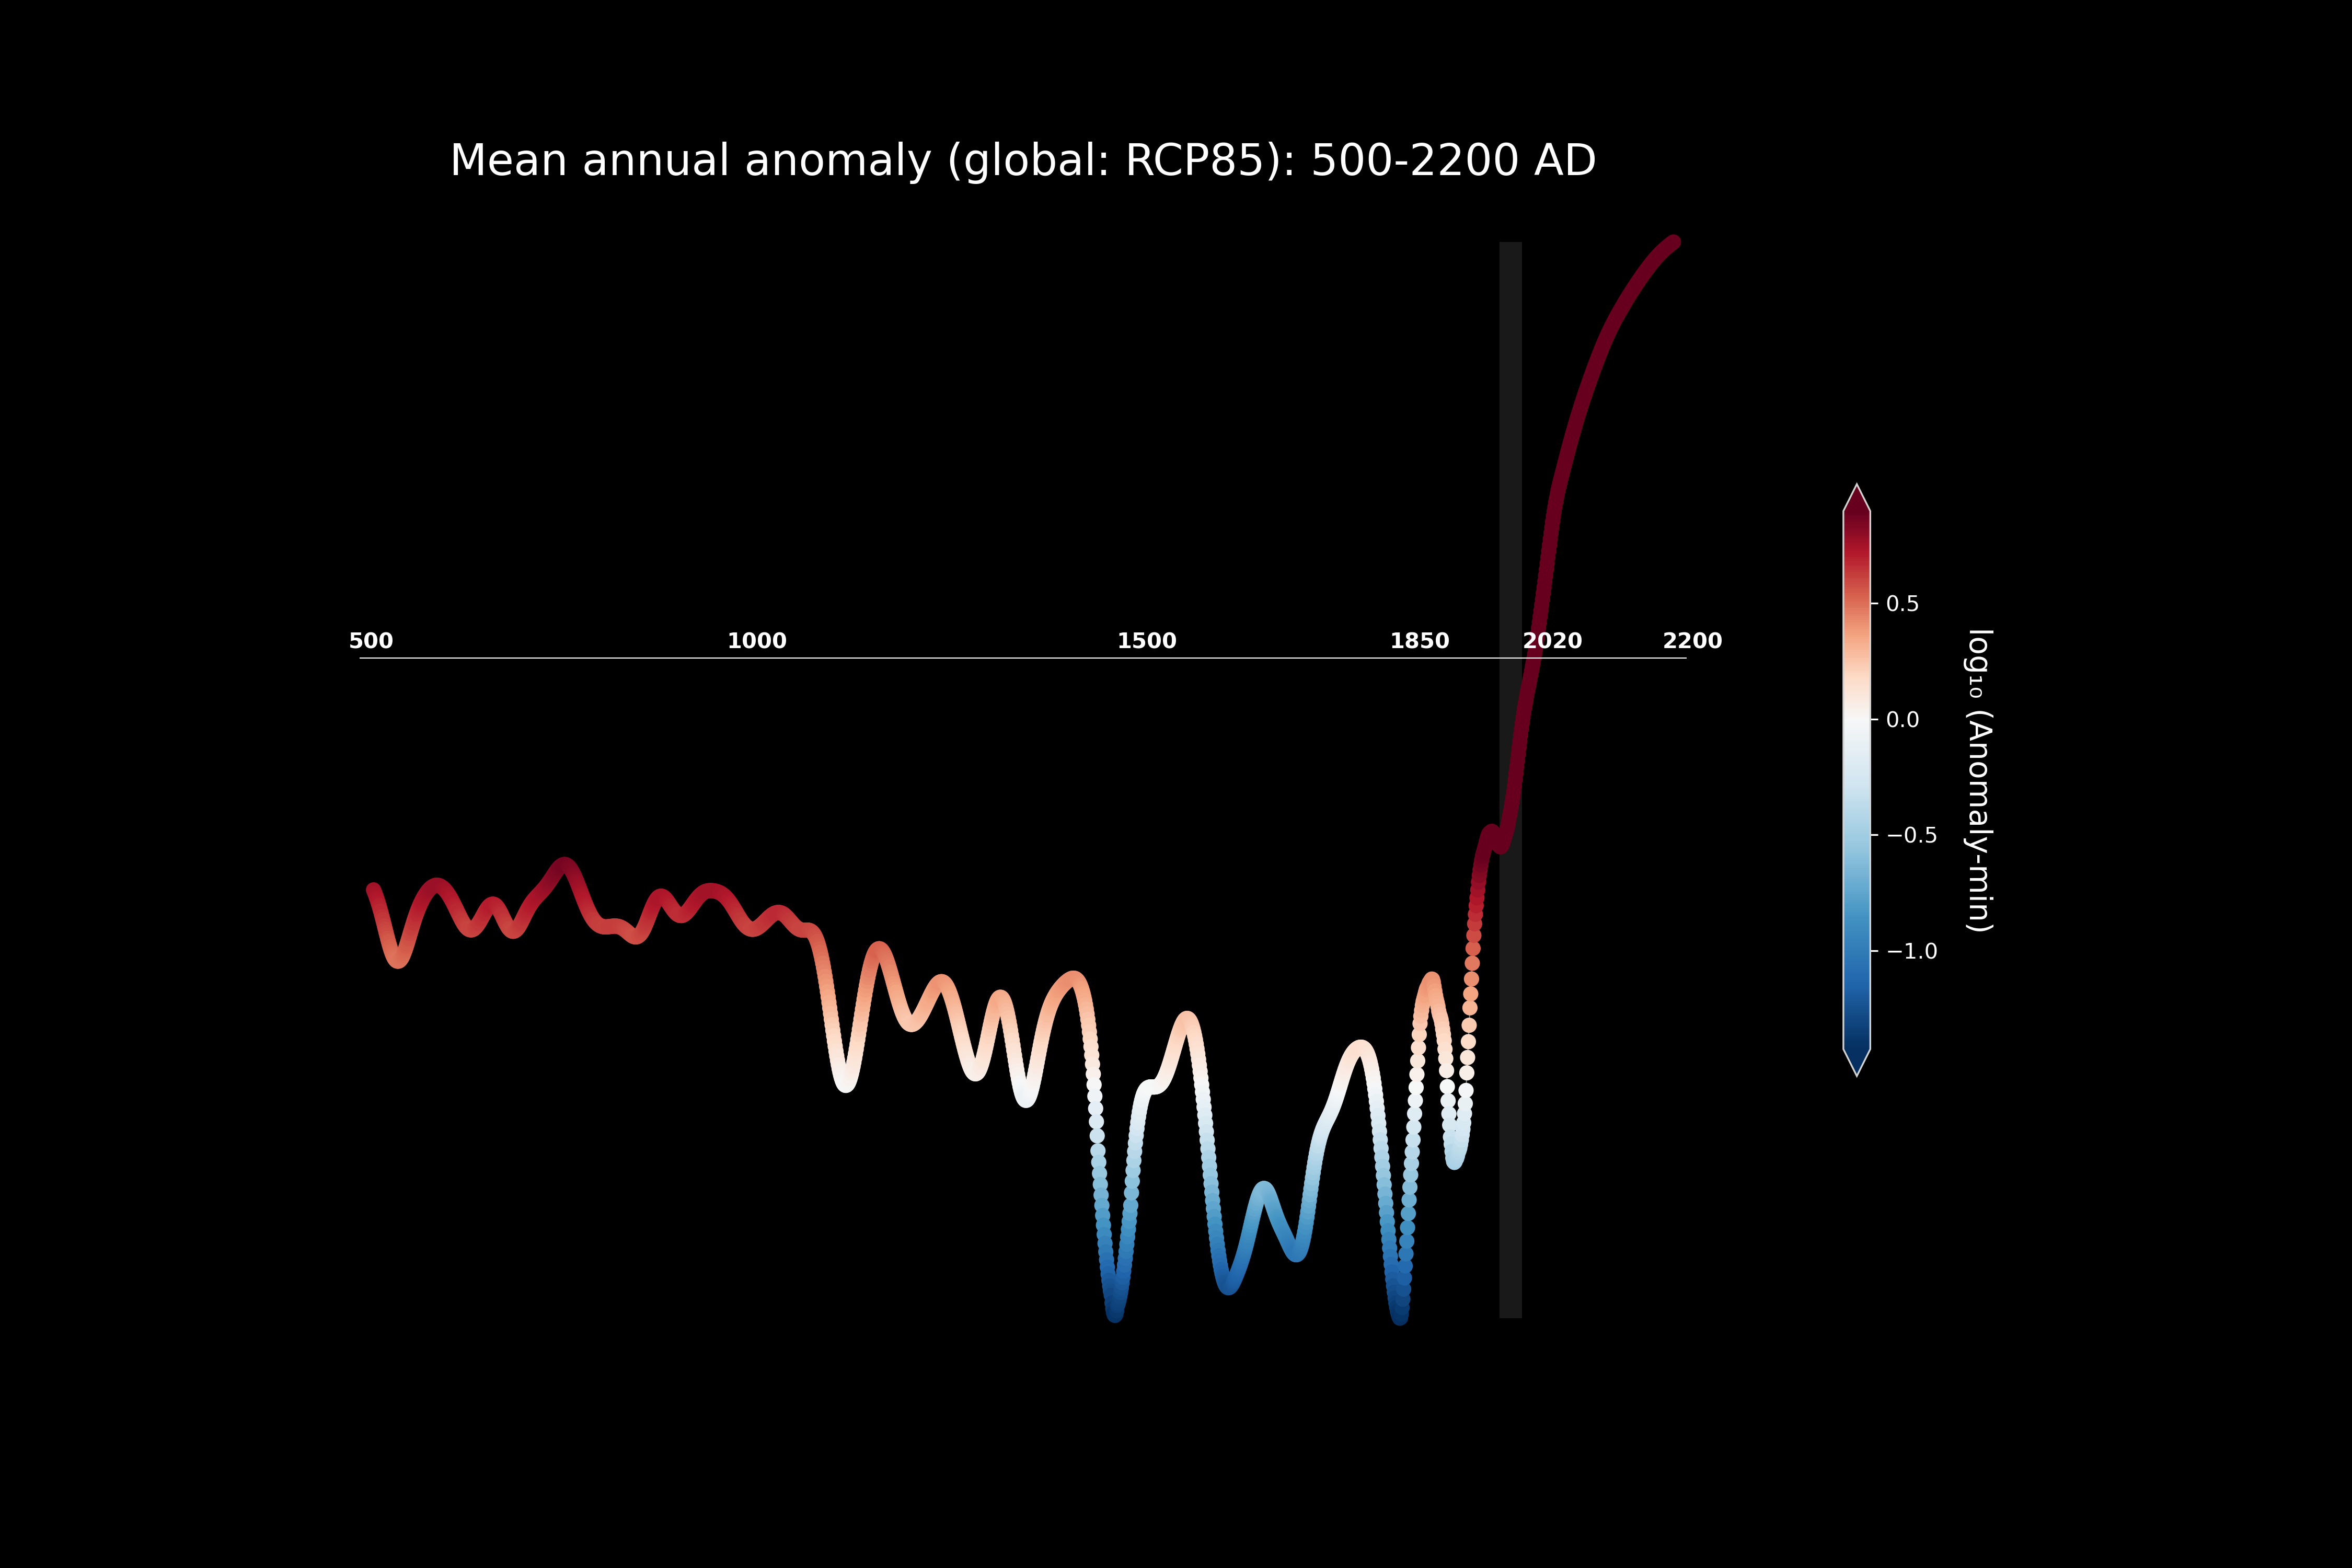 Mean annual anomaly (global: RCP85): 500-2200 AD
500 1000 1500 1850 2020 2200
0.5
0.0
−0.5
−1.0
log₁₀ (Anomaly-min)